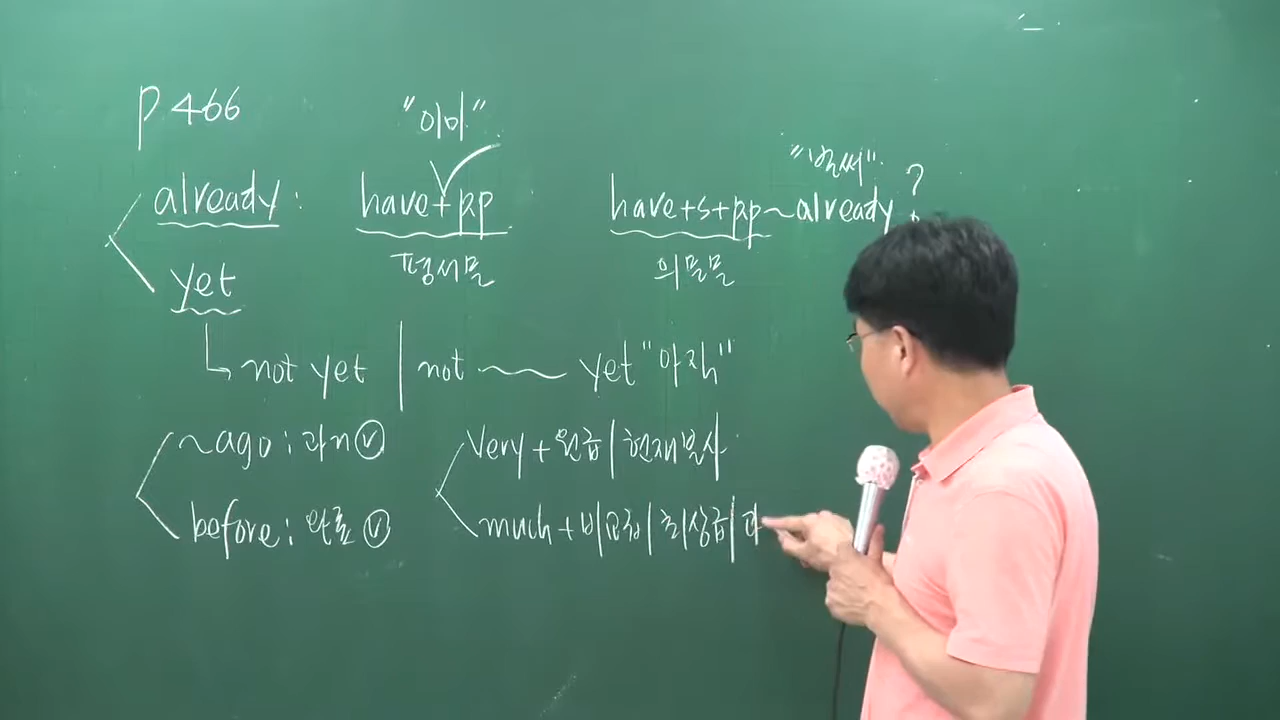 p 466
"이미"
already : have+pp
평서문
"벌써"
have+s+pp~already ?
의문문
yet
not yet | not ~ yet "아직"
~ago : 과거 Ⓥ
before : 완료 Ⓥ
very + 원급 | 현재분사
much + 비교급 | 최상급 | 과